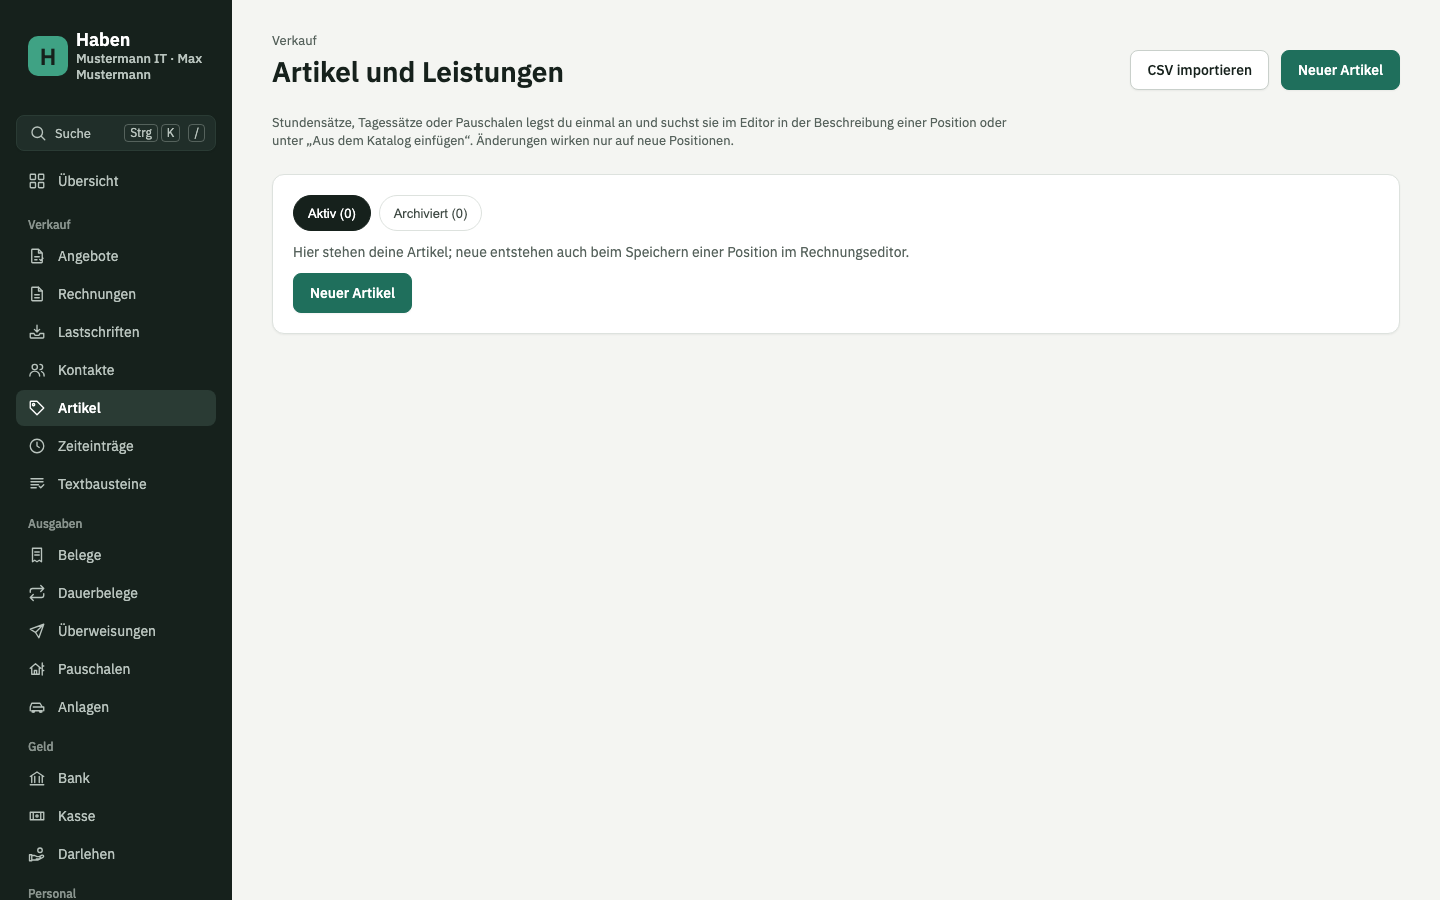 H
Haben
Mustermann IT · Max
Mustermann
Suche Strg K /
Übersicht
Verkauf
Angebote
Rechnungen
Lastschriften
Kontakte
Artikel
Zeiteinträge
Textbausteine
Ausgaben
Belege
Dauerbelege
Überweisungen
Pauschalen
Anlagen
Geld
Bank
Kasse
Darlehen
Personal
Verkauf
Artikel und Leistungen
CSV importieren
Neuer Artikel
Stundensätze, Tagessätze oder Pauschalen legst du einmal an und suchst sie im Editor in der Beschreibung einer Position oder
unter „Aus dem Katalog einfügen“. Änderungen wirken nur auf neue Positionen.
Aktiv (0)
Archiviert (0)
Hier stehen deine Artikel; neue entstehen auch beim Speichern einer Position im Rechnungseditor.
Neuer Artikel